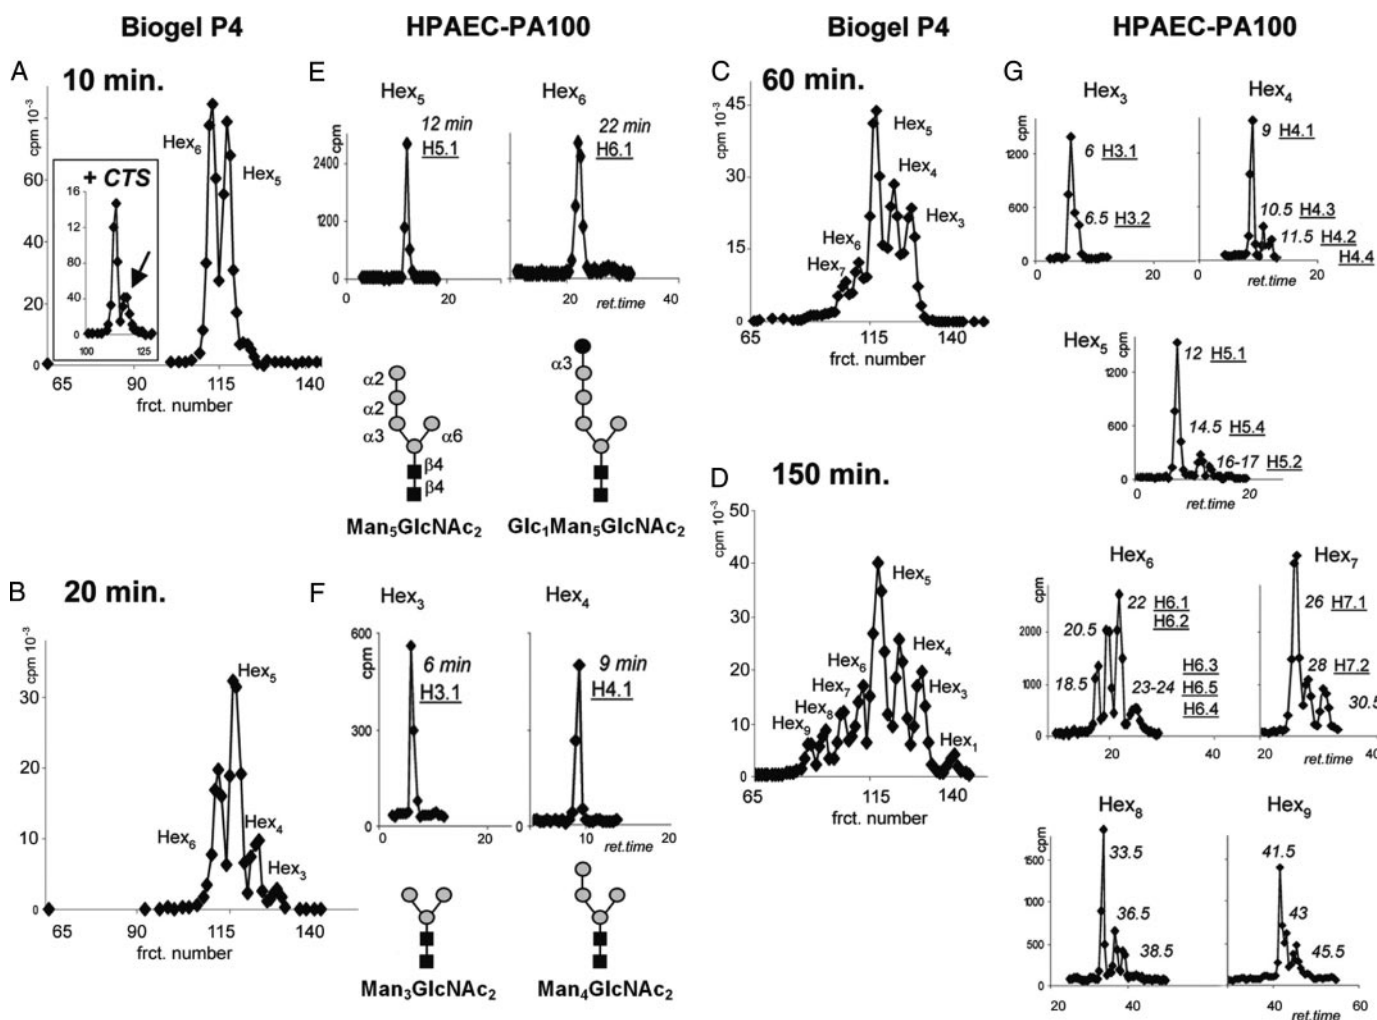 Biogel P4
HPAEC-PA100
Biogel P4
HPAEC-PA100
A
10 min.
cpm 10⁻³
80
60
40
20
0
65
90
115
140
frct. number
Hex₆
Hex₅
+ CTS
16
12
80
40
0
100
125
E
Hex₅
12 min
H5.1
cpm
2400
1200
0
0
20
Hex₆
22 min
H6.1
20
40
ret.time
α2
α2
α3
α6
β4
β4
Man₅GlcNAc₂
α3
Glc₁Man₅GlcNAc₂
B
20 min.
cpm 10⁻³
30
20
10
0
65
90
115
140
frct. number
Hex₆
Hex₅
Hex₄
Hex₃
F
Hex₃
6 min
H3.1
cpm
600
300
0
0
20
Hex₄
9 min
H4.1
0
20
ret.time
Man₃GlcNAc₂
Man₄GlcNAc₂
C
60 min.
cpm 10⁻³
45
30
15
0
65
115
140
frct. number
Hex₇
Hex₆
Hex₅
Hex₄
Hex₃
D
150 min.
cpm 10⁻³
50
40
30
20
10
0
65
115
140
frct. number
Hex₉
Hex₈
Hex₇
Hex₆
Hex₅
Hex₄
Hex₃
Hex₁
G
Hex₃
6 H3.1
6.5 H3.2
cpm
1200
600
0
20
Hex₄
9 H4.1
10.5 H4.3
11.5 H4.2
H4.4
0
20
ret.time
Hex₅
12 H5.1
14.5 H5.4
16-17 H5.2
cpm
1200
600
0
0
20
ret.time
Hex₆
18.5
20.5
22 H6.1
H6.2
23-24
H6.3
H6.5
H6.4
cpm
2000
1000
0
20
40
Hex₇
26 H7.1
28 H7.2
30.5
20
40
ret.time
Hex₈
33.5
36.5
38.5
cpm
1500
1000
500
0
20
40
Hex₉
41.5
43
45.5
40
60
ret.time